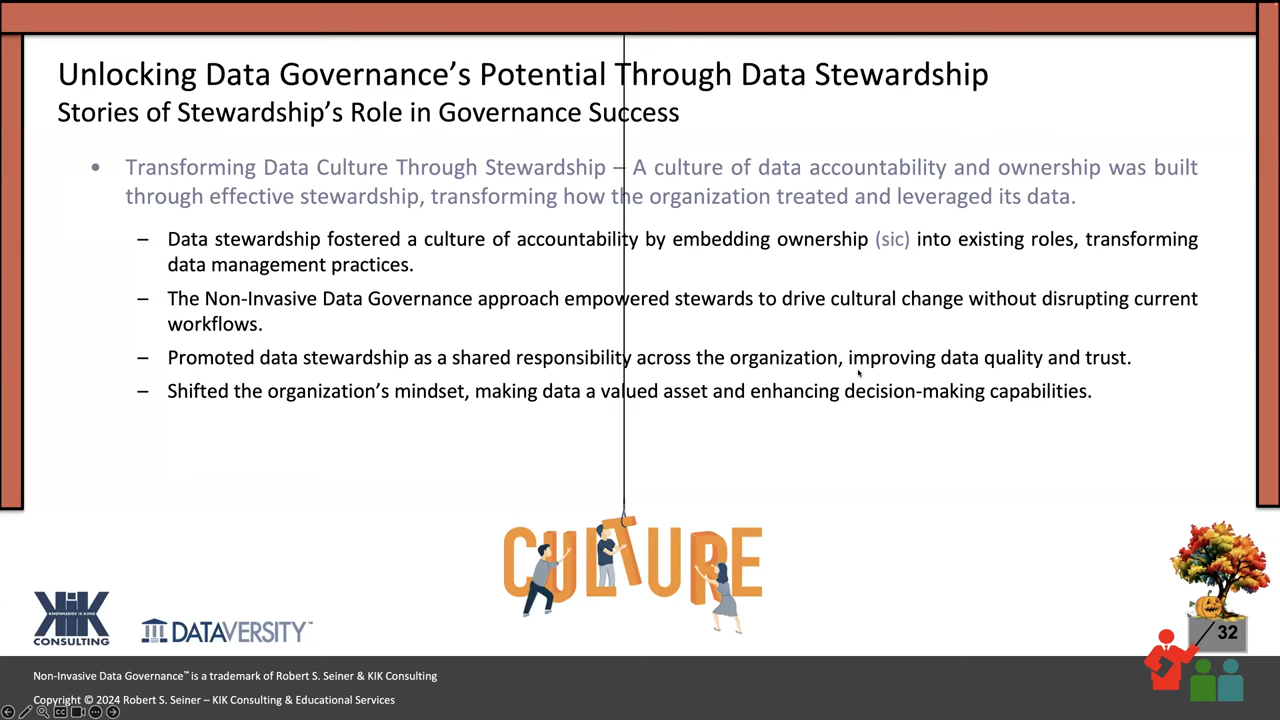 Unlocking Data Governance's Potential Through Data Stewardship
Stories of Stewardship's Role in Governance Success
• Transforming Data Culture Through Stewardship – A culture of data accountability and ownership was built
through effective stewardship, transforming how the organization treated and leveraged its data.
– Data stewardship fostered a culture of accountability by embedding ownership (sic) into existing roles, transforming
data management practices.
– The Non-Invasive Data Governance approach empowered stewards to drive cultural change without disrupting current
workflows.
– Promoted data stewardship as a shared responsibility across the organization, improving data quality and trust.
– Shifted the organization's mindset, making data a valued asset and enhancing decision-making capabilities.
CULTURE
KIK
KNOWLEDGE IS KING
CONSULTING
DATAVERSITY™
32
Non-Invasive Data Governance™ is a trademark of Robert S. Seiner & KIK Consulting
Copyright © 2024 Robert S. Seiner – KIK Consulting & Educational Services